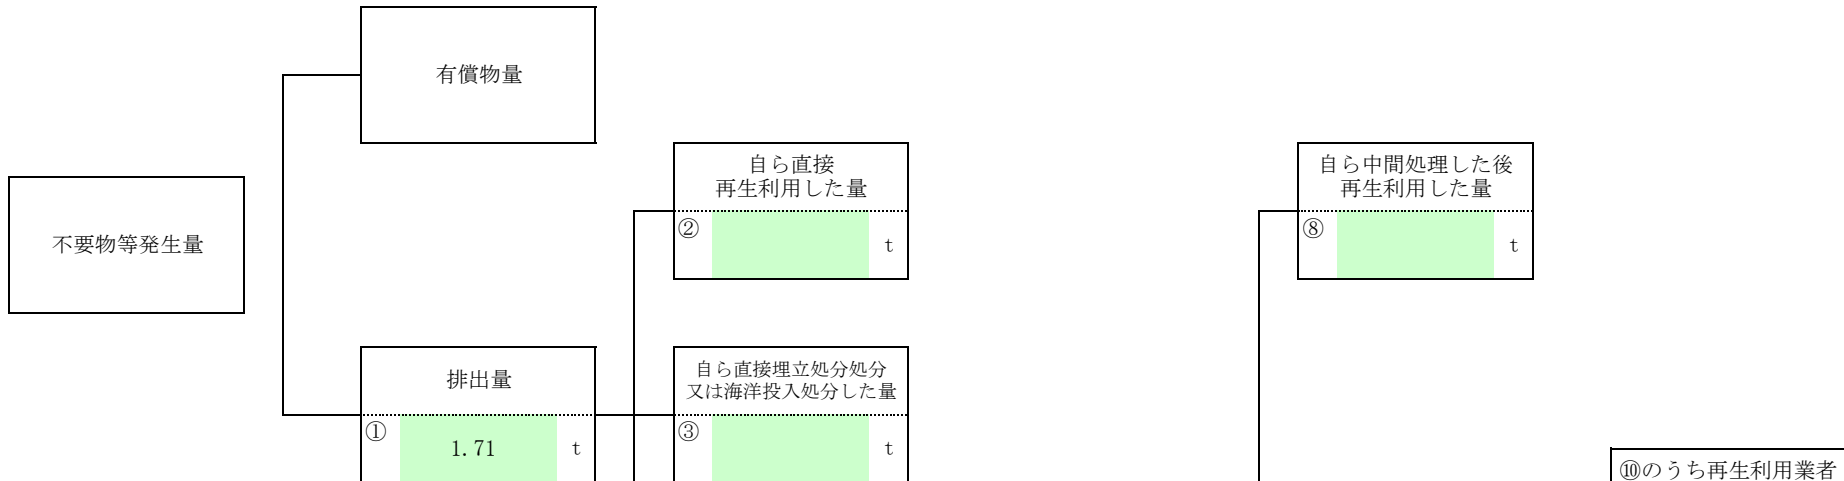 有償物量
自ら直接
再生利用した量
② t
自ら中間処理した後
再生利用した量
⑧ t
不要物等発生量
排出量
① 1.71 t
自ら直接埋立処分処分
又は海洋投入処分した量
③ t
⑩のうち再生利用業者